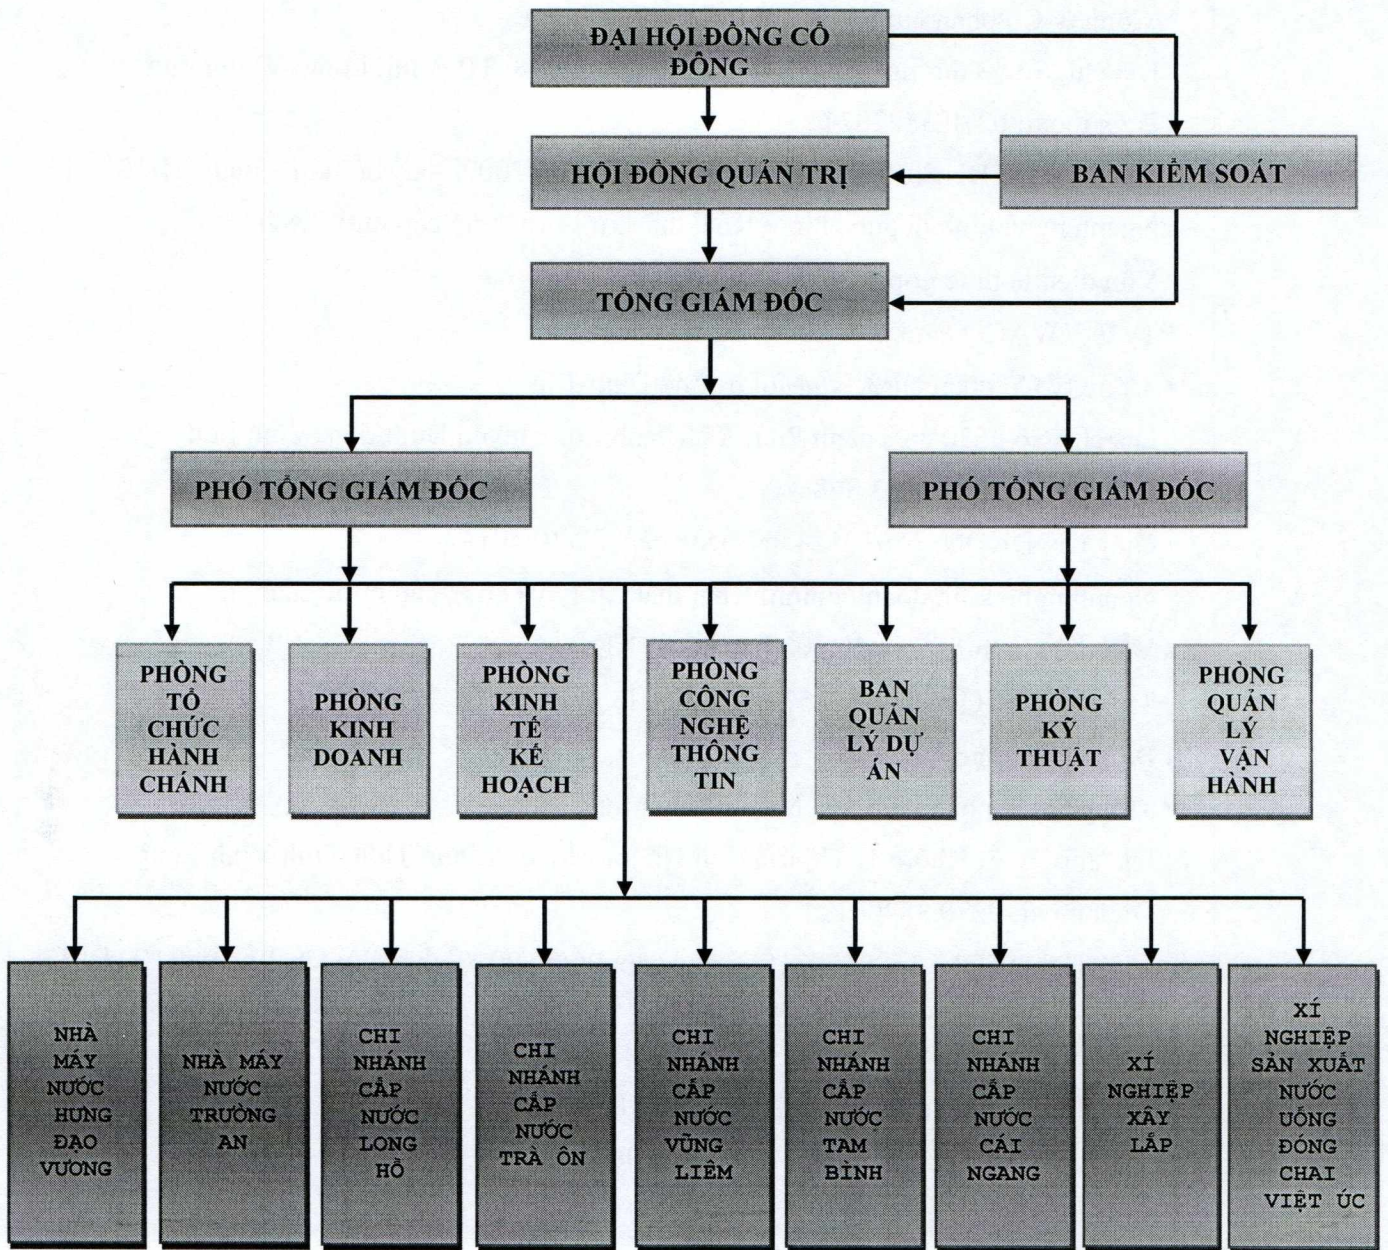 ĐẠI HỘI ĐỒNG CỔ
ĐÔNG
HỘI ĐỒNG QUẢN TRỊ
BAN KIỂM SOÁT
TỔNG GIÁM ĐỐC
PHÓ TỔNG GIÁM ĐỐC
PHÓ TỔNG GIÁM ĐỐC
PHÒNG
TỔ
CHỨC
HÀNH
CHÁNH
PHÒNG
KINH
DOANH
PHÒNG
KINH
TẾ
KẾ
HOẠCH
PHÒNG
CÔNG
NGHỆ
THÔNG
TIN
BAN
QUẢN
LÝ DỰ
ÁN
PHÒNG
KỸ
THUẬT
PHÒNG
QUẢN
LÝ
VẬN
HÀNH
NHÀ
MÁY
NƯỚC
HƯNG
ĐẠO
VƯƠNG
NHÀ MÁY
NƯỚC
TRƯỜNG
AN
CHI
NHÁNH
CẤP
NƯỚC
LONG
HỒ
CHI
NHÁNH
CẤP
NƯỚC
TRÀ ÔN
CHI
NHÁNH
CẤP
NƯỚC
VŨNG
LIÊM
CHI
NHÁNH
CẤP
NƯỚC
TAM
BÌNH
CHI
NHÁNH
CẤP
NƯỚC
CÁI
NGANG
XÍ
NGHIỆP
XÂY
LẮP
XÍ
NGHIỆP
SẢN XUẤT
NƯỚC
UỐNG
ĐÓNG
CHAI
VIỆT ÚC